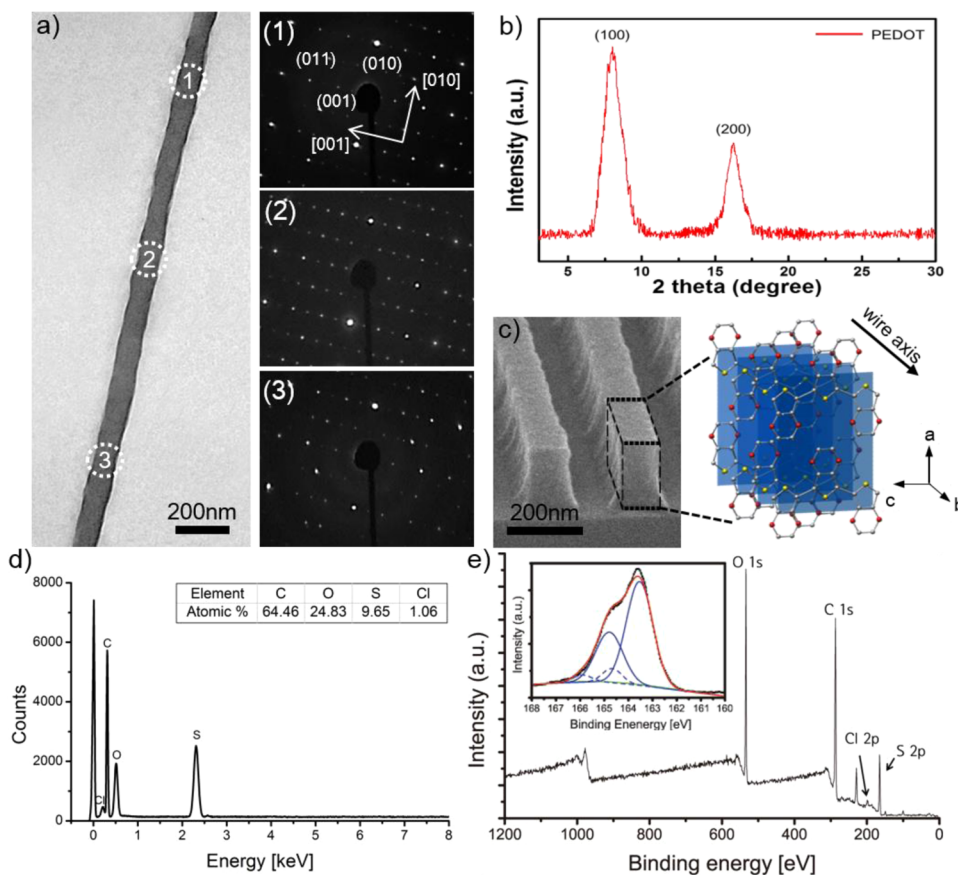 a)
1
2
3
200nm
(1)
(011)
(010)
(001)
[010]
[001]
(2)
(3)
b)
(100)
PEDOT
(200)
Intensity (a.u.)
5 10 15 20 25 30
2 theta (degree)
c)
200nm
wire axis
a
c
b
d)
8000
6000
4000
2000
0
Counts
Element C O S Cl
Atomic % 64.46 24.83 9.65 1.06
C
Cl
O
S
0 1 2 3 4 5 6 7 8
Energy [keV]
e)
Intensity (a.u.)
Intensity (a.u.)
168 167 166 165 164 163 162 161 160
Binding Enenergy [eV]
O 1s
C 1s
Cl 2p
S 2p
1200 1000 800 600 400 200 0
Binding energy [eV]